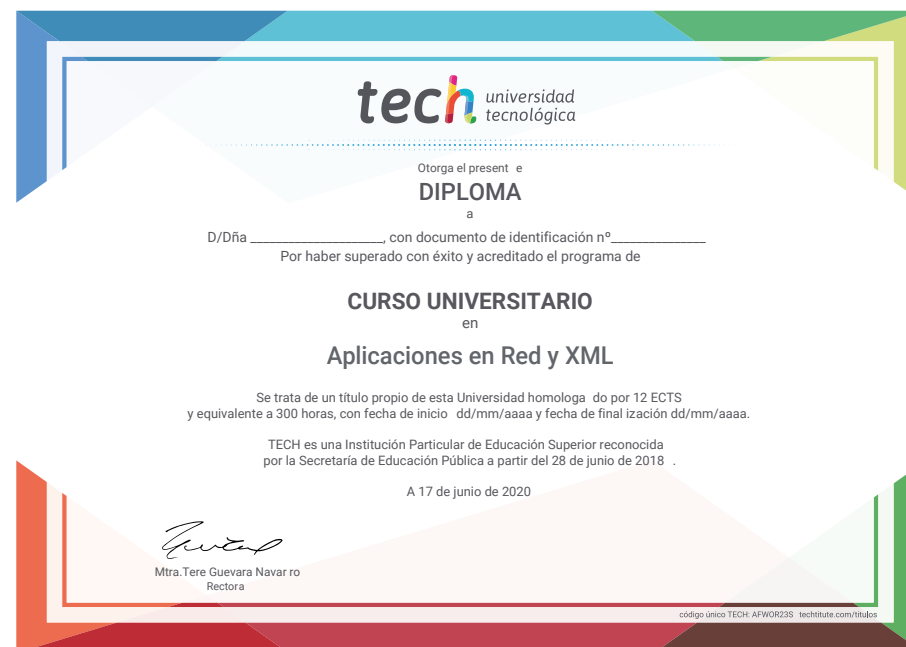 tech universidad
tecnológica
Otorga el present e
DIPLOMA
a
D/Dña ____________________, con documento de identificación nº______________
Por haber superado con éxito y acreditado el programa de
CURSO UNIVERSITARIO
en
Aplicaciones en Red y XML
Se trata de un título propio de esta Universidad homologa do por 12 ECTS
y equivalente a 300 horas, con fecha de inicio dd/mm/aaaa y fecha de final ización dd/mm/aaaa.
TECH es una Institución Particular de Educación Superior reconocida
por la Secretaría de Educación Pública a partir del 28 de junio de 2018 .
A 17 de junio de 2020
Mtra.Tere Guevara Navar ro
Rectora
código único TECH: AFWOR23S techtitute.com/titulos